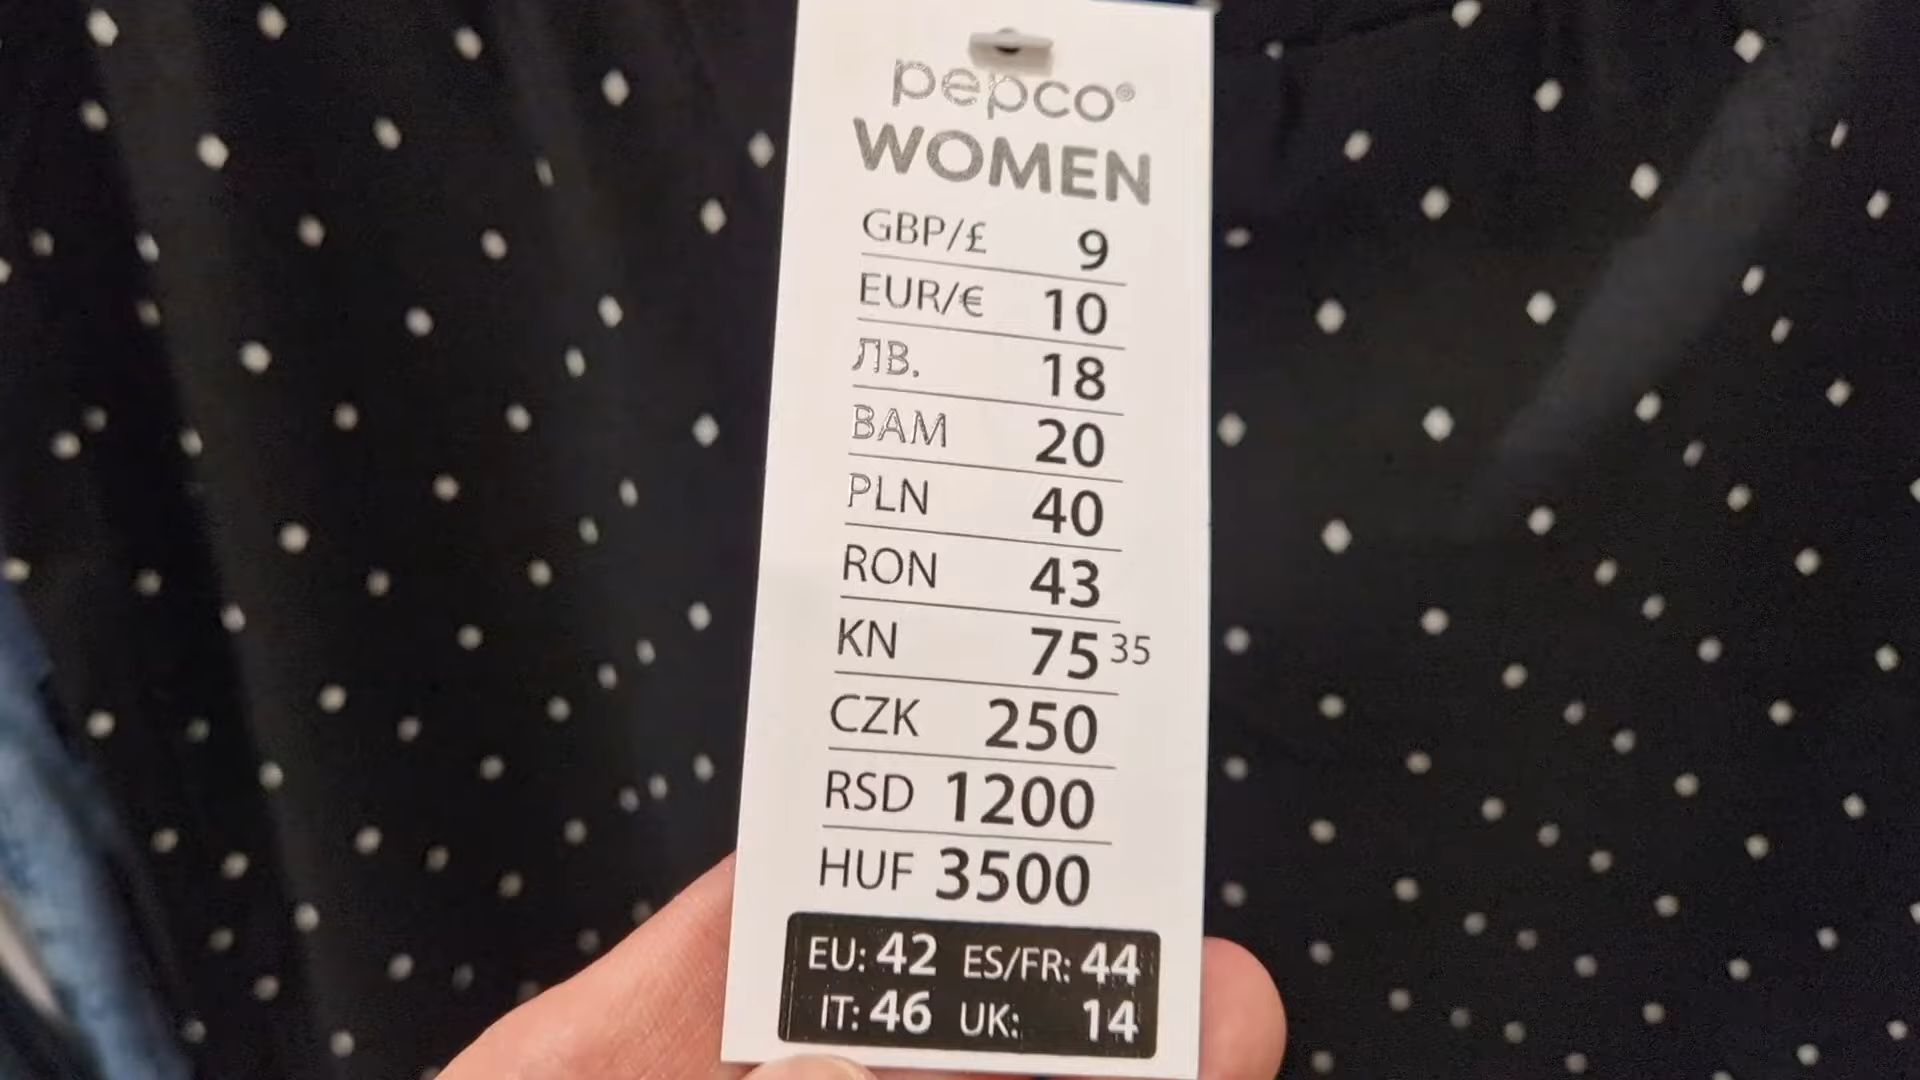 pepco®
WOMEN
GBP/£ 9
EUR/€ 10
ЛВ. 18
BAM 20
PLN 40
RON 43
KN 75 35
CZK 250
RSD 1200
HUF 3500
EU: 42 ES/FR: 44
IT: 46 UK: 14